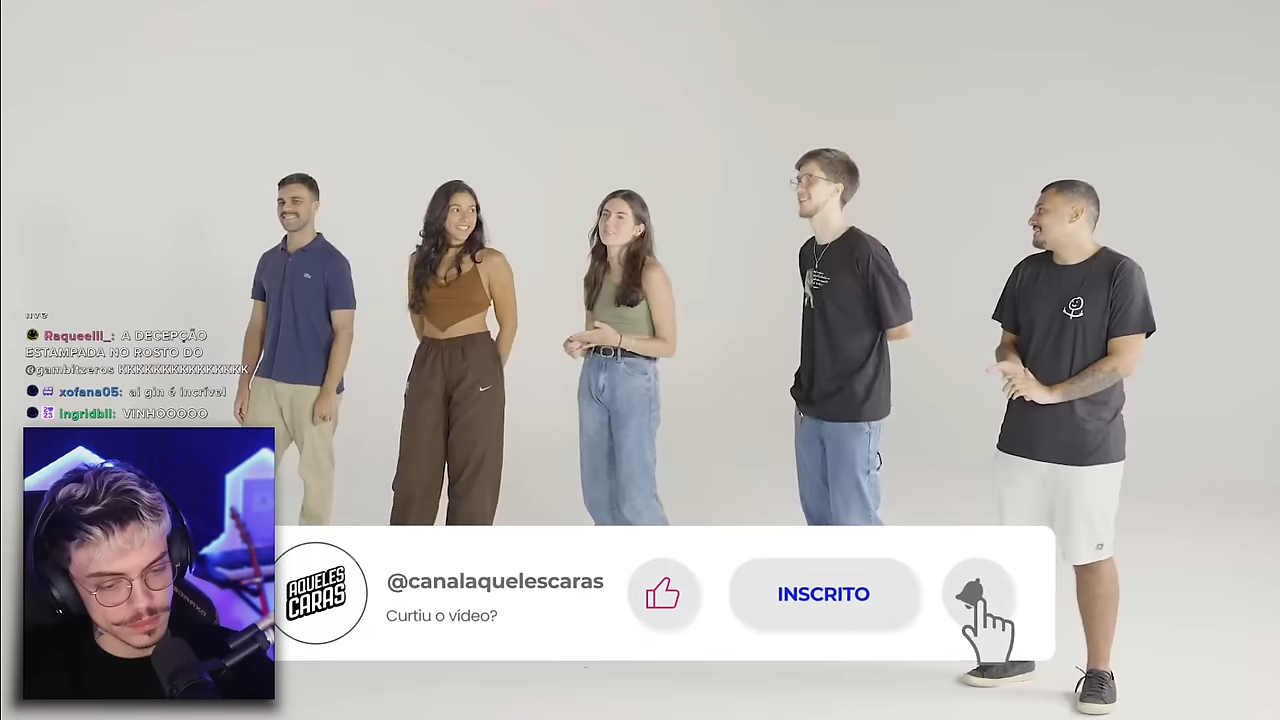 live
Raqueelll_: A DECEPÇÃO
ESTAMPADA NO ROSTO DO
@gambitzeros KKKKKKKKKKKKKKK
xofana05: ai gin é incrível
ingridbil: VINHOOOOO
AQUELES
CARAS
@canalaquelescaras
Curtiu o vídeo?
INSCRITO